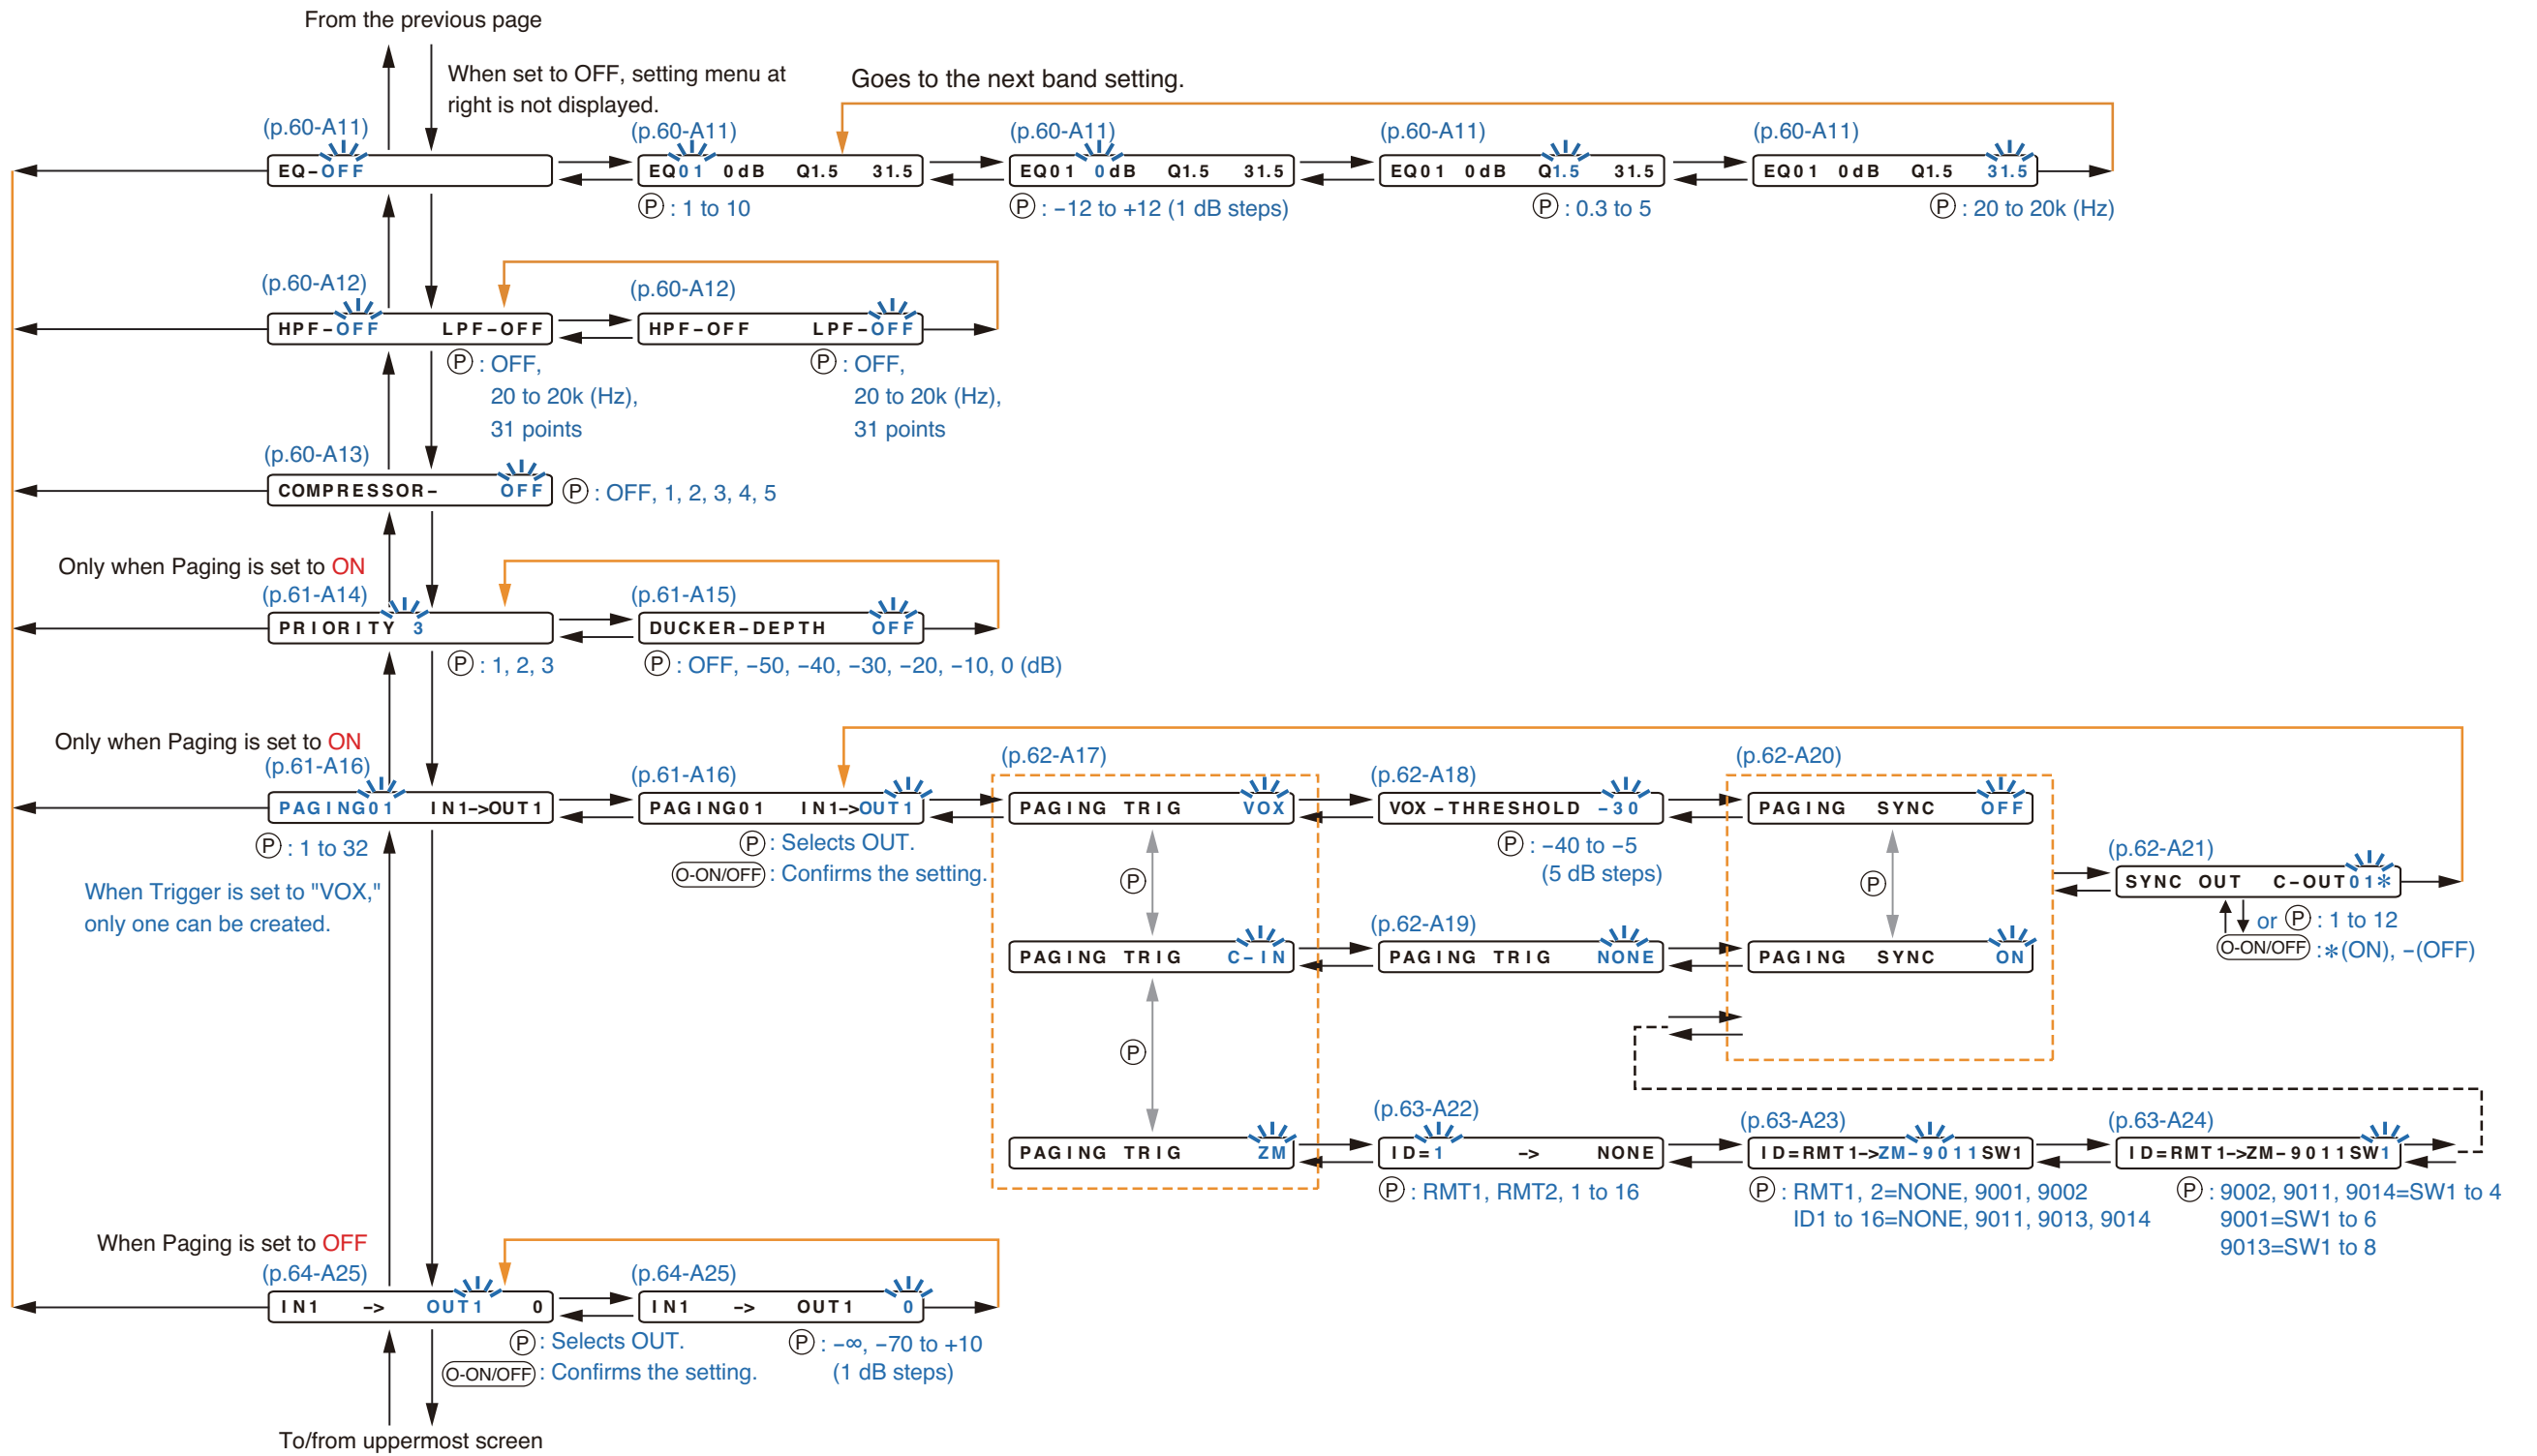 From the previous page
When set to OFF, setting menu at
right is not displayed.
Goes to the next band setting.
(p.60-A11)
(p.60-A11)
(p.60-A11)
(p.60-A11)
(p.60-A11)
EQ-OFF
EQ01 0dB Q1.5 31.5
EQ01 0dB Q1.5 31.5
EQ01 0dB Q1.5 31.5
EQ01 0dB Q1.5 31.5
Ⓟ : 1 to 10
Ⓟ : −12 to +12 (1 dB steps)
Ⓟ : 0.3 to 5
Ⓟ : 20 to 20k (Hz)
(p.60-A12)
(p.60-A12)
HPF-OFF LPF-OFF
HPF-OFF LPF-OFF
Ⓟ : OFF,
20 to 20k (Hz),
31 points
Ⓟ : OFF,
20 to 20k (Hz),
31 points
(p.60-A13)
COMPRESSOR- OFF
Ⓟ : OFF, 1, 2, 3, 4, 5
Only when Paging is set to ON
(p.61-A14)
(p.61-A15)
PRIORITY 3
DUCKER-DEPTH OFF
Ⓟ : 1, 2, 3
Ⓟ : OFF, −50, −40, −30, −20, −10, 0 (dB)
Only when Paging is set to ON
(p.61-A16)
(p.61-A16)
(p.62-A17)
(p.62-A18)
(p.62-A20)
PAGING01 IN1->OUT1
PAGING01 IN1->OUT1
PAGING TRIG VOX
VOX-THRESHOLD -30
PAGING SYNC OFF
Ⓟ : 1 to 32
Ⓟ : Selects OUT.
O-ON/OFF : Confirms the setting.
Ⓟ : −40 to −5
(5 dB steps)
When Trigger is set to "VOX,"
only one can be created.
Ⓟ
Ⓟ
(p.62-A21)
SYNC OUT C-OUT01*
or Ⓟ : 1 to 12
O-ON/OFF :*(ON), −(OFF)
(p.62-A19)
PAGING TRIG C-IN
PAGING TRIG NONE
PAGING SYNC ON
Ⓟ
(p.63-A22)
(p.63-A23)
(p.63-A24)
PAGING TRIG ZM
ID=1 -> NONE
ID=RMT1->ZM-9011SW1
ID=RMT1->ZM-9011SW1
Ⓟ : RMT1, RMT2, 1 to 16
Ⓟ : RMT1, 2=NONE, 9001, 9002
ID1 to 16=NONE, 9011, 9013, 9014
Ⓟ : 9002, 9011, 9014=SW1 to 4
9001=SW1 to 6
9013=SW1 to 8
When Paging is set to OFF
(p.64-A25)
(p.64-A25)
IN1 -> OUT1 0
IN1 -> OUT1 0
Ⓟ : Selects OUT.
O-ON/OFF : Confirms the setting.
Ⓟ : −∞, −70 to +10
(1 dB steps)
To/from uppermost screen